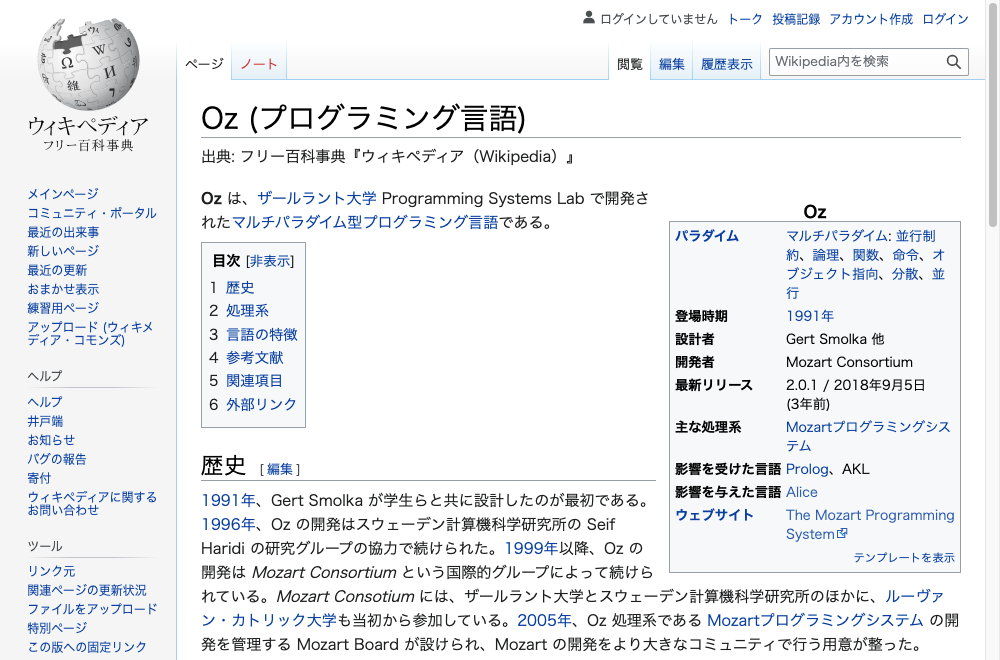 ログインしていません トーク 投稿記録 アカウント作成 ログイン
ページ ノート 閲覧 編集 履歴表示 Wikipedia内を検索
ウィキペディア
フリー百科事典
メインページ
コミュニティ・ポータル
最近の出来事
新しいページ
最近の更新
おまかせ表示
練習用ページ
アップロード (ウィキメ
ディア・コモンズ)
ヘルプ
ヘルプ
井戸端
お知らせ
バグの報告
寄付
ウィキペディアに関する
お問い合わせ
ツール
リンク元
関連ページの更新状況
ファイルをアップロード
特別ページ
この版への固定リンク
Oz (プログラミング言語)
出典: フリー百科事典『ウィキペディア（Wikipedia）』
Oz は、ザールラント大学 Programming Systems Lab で開発さ
れたマルチパラダイム型プログラミング言語である。
目次 [非表示]
1 歴史
2 処理系
3 言語の特徴
4 参考文献
5 関連項目
6 外部リンク
Oz
パラダイム マルチパラダイム: 並行制
約、論理、関数、命令、オ
ブジェクト指向、分散、並
行
登場時期 1991年
設計者 Gert Smolka 他
開発者 Mozart Consortium
最新リリース 2.0.1 / 2018年9月5日
(3年前)
主な処理系 Mozartプログラミングシス
テム
影響を受けた言語 Prolog、AKL
影響を与えた言語 Alice
ウェブサイト The Mozart Programming
System
テンプレートを表示
歴史 [編集]
1991年、Gert Smolka が学生らと共に設計したのが最初である。
1996年、Oz の開発はスウェーデン計算機科学研究所の Seif
Haridi の研究グループの協力で続けられた。1999年以降、Oz の
開発は Mozart Consortium という国際的グループによって続けら
れている。Mozart Consotium には、ザールラント大学とスウェーデン計算機科学研究所のほかに、ルーヴァ
ン・カトリック大学も当初から参加している。2005年、Oz 処理系である Mozartプログラミングシステム の開
発を管理する Mozart Board が設けられ、Mozart の開発をより大きなコミュニティで行う用意が整った。